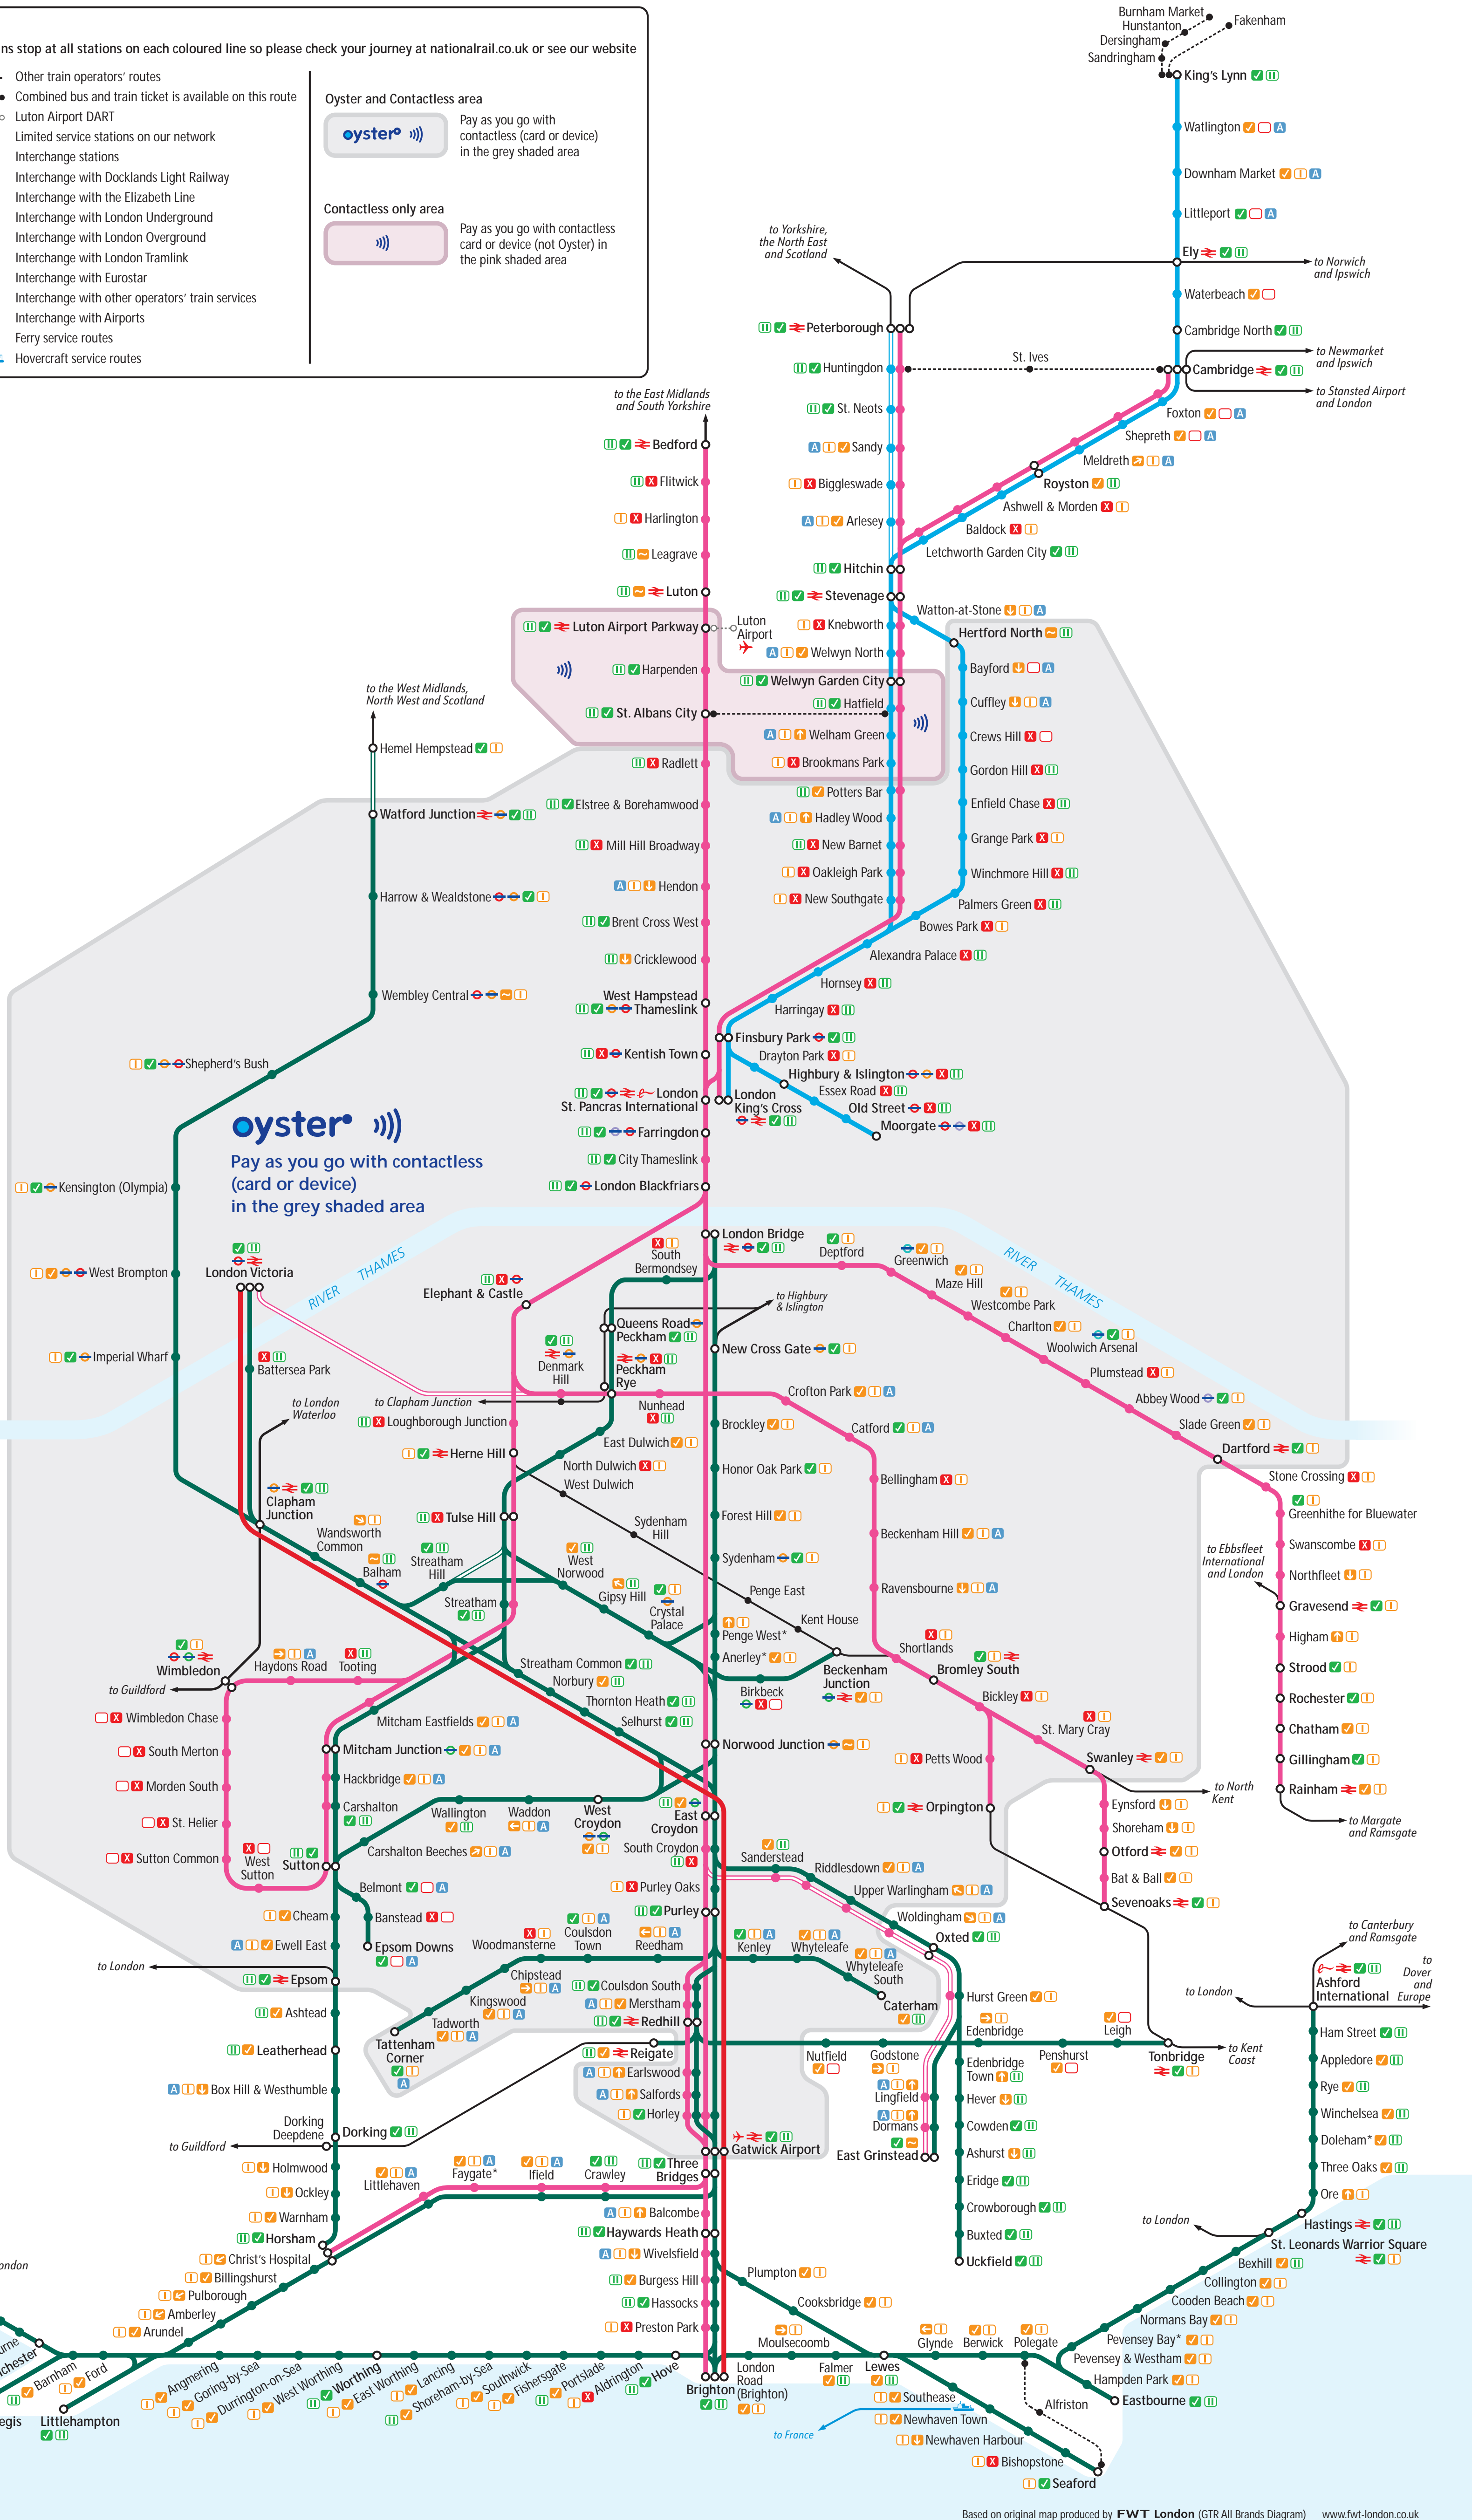 ns stop at all stations on each coloured line so please check your journey at nationalrail.co.uk or see our website
Other train operators' routes
Combined bus and train ticket is available on this route
Luton Airport DART
Limited service stations on our network
Interchange stations
Interchange with Docklands Light Railway
Interchange with the Elizabeth Line
Interchange with London Underground
Interchange with London Overground
Interchange with London Tramlink
Interchange with Eurostar
Interchange with other operators' train services
Interchange with Airports
Ferry service routes
Hovercraft service routes
Oyster and Contactless area
oyster
Pay as you go with
contactless (card or device)
in the grey shaded area
Contactless only area
Pay as you go with contactless
card or device (not Oyster) in
the pink shaded area
Burnham Market
Hunstanton
Fakenham
Dersingham
Sandringham
King's Lynn
Watlington
Downham Market
Littleport
Ely
to Norwich
and Ipswich
Waterbeach
Cambridge North
to Newmarket
and Ipswich
Cambridge
to Stansted Airport
and London
Foxton
Shepreth
Meldreth
Royston
Ashwell & Morden
Baldock
Letchworth Garden City
to Yorkshire,
the North East
and Scotland
Peterborough
Huntingdon
St. Ives
St. Neots
Sandy
Biggleswade
Arlesey
Hitchin
Stevenage
Watton-at-Stone
Knebworth
Hertford North
Welwyn North
Bayford
Welwyn Garden City
Cuffley
Hatfield
Crews Hill
Welham Green
Brookmans Park
Gordon Hill
Potters Bar
Enfield Chase
Hadley Wood
Grange Park
New Barnet
Oakleigh Park
Winchmore Hill
New Southgate
Palmers Green
Bowes Park
Alexandra Palace
Hornsey
Harringay
Finsbury Park
Drayton Park
Highbury & Islington
Essex Road
Old Street
Moorgate
London
King's Cross
to the East Midlands
and South Yorkshire
Bedford
Flitwick
Harlington
Leagrave
Luton
Luton Airport Parkway
Luton
Airport
Harpenden
St. Albans City
Radlett
Elstree & Borehamwood
Mill Hill Broadway
Hendon
Brent Cross West
Cricklewood
West Hampstead
Thameslink
Kentish Town
London
St. Pancras International
Farringdon
City Thameslink
London Blackfriars
to the West Midlands,
North West and Scotland
Hemel Hempstead
Watford Junction
Harrow & Wealdstone
Wembley Central
Shepherd's Bush
Kensington (Olympia)
West Brompton
Imperial Wharf
oyster
Pay as you go with contactless
(card or device)
in the grey shaded area
RIVER THAMES
RIVER THAMES
London Victoria
Battersea Park
to London
Waterloo
Clapham
Junction
London Bridge
South
Bermondsey
Elephant & Castle
to Highbury
& Islington
Queens Road
Peckham
Peckham
Rye
Denmark
Hill
to Clapham Junction
Nunhead
New Cross Gate
Deptford
Greenwich
Maze Hill
Westcombe Park
Charlton
Woolwich Arsenal
Plumstead
Abbey Wood
Slade Green
Dartford
Stone Crossing
Greenhithe for Bluewater
Swanscombe
to Ebbsfleet
International
and London
Northfleet
Gravesend
Higham
Strood
Rochester
Chatham
Gillingham
Rainham
to Margate
and Ramsgate
Crofton Park
Catford
Bellingham
Beckenham Hill
Ravensbourne
Shortlands
Bromley South
Bickley
St. Mary Cray
Swanley
Petts Wood
Orpington
to North
Kent
Eynsford
Shoreham
Otford
Bat & Ball
Sevenoaks
Loughborough Junction
Herne Hill
East Dulwich
North Dulwich
West Dulwich
Tulse Hill
Sydenham
Hill
Brockley
Honor Oak Park
Forest Hill
Sydenham
Penge East
Kent House
Penge West*
Anerley*
Birkbeck
Beckenham
Junction
Wandsworth
Common
Balham
Streatham
Hill
West
Norwood
Gipsy Hill
Crystal
Palace
Streatham
Streatham Common
Norbury
Thornton Heath
Selhurst
Norwood Junction
Wimbledon
Haydons Road
Tooting
to Guildford
Wimbledon Chase
South Merton
Morden South
St. Helier
Sutton Common
West
Sutton
Sutton
Mitcham Eastfields
Mitcham Junction
Hackbridge
Carshalton
Wallington
Waddon
West
Croydon
Carshalton Beeches
East
Croydon
South Croydon
Purley Oaks
Purley
Sanderstead
Riddlesdown
Upper Warlingham
Woldingham
Oxted
Belmont
Cheam
Banstead
Ewell East
Epsom Downs
to London
Epsom
Ashtead
Leatherhead
Box Hill & Westhumble
Dorking
Deepdene
Dorking
to Guildford
Holmwood
Ockley
Warnham
Horsham
Woodmansterne
Coulsdon
Town
Reedham
Kenley
Whyteleafe
Whyteleafe
South
Caterham
Chipstead
Kingswood
Tadworth
Tattenham
Corner
Coulsdon South
Merstham
Redhill
Reigate
Earlswood
Salfords
Horley
Gatwick Airport
Nutfield
Godstone
Edenbridge
Penshurst
Leigh
Tonbridge
to Kent
Coast
Hurst Green
Edenbridge
Town
Lingfield
Hever
Dormans
Cowden
East Grinstead
Ashurst
Eridge
Crowborough
Buxted
Uckfield
to Canterbury
and Ramsgate
to
Dover
and
Europe
Ashford
International
to London
Ham Street
Appledore
Rye
Winchelsea
Doleham*
Three Oaks
Ore
Hastings
to London
St. Leonards Warrior Square
Bexhill
Collington
Cooden Beach
Normans Bay
Pevensey Bay*
Pevensey & Westham
Hampden Park
Eastbourne
Three
Bridges
Crawley
Ifield
Faygate*
Littlehaven
Balcombe
Haywards Heath
Wivelsfield
Burgess Hill
Hassocks
Preston Park
Plumpton
Cooksbridge
Christ's Hospital
Billingshurst
Pulborough
Amberley
Arundel
ondon
urne
chester
Barnham
Ford
egis
Littlehampton
Angmering
Goring-by-Sea
Durrington-on-Sea
West Worthing
Worthing
East Worthing
Lancing
Shoreham-by-Sea
Southwick
Fishersgate
Portslade
Aldrington
Hove
Brighton
London
Road
(Brighton)
Moulsecoomb
Falmer
Lewes
Glynde
Berwick
Polegate
Southease
Newhaven Town
Newhaven Harbour
Bishopstone
Seaford
Alfriston
to France
Based on original map produced by FWT London (GTR All Brands Diagram) www.fwt-london.co.uk